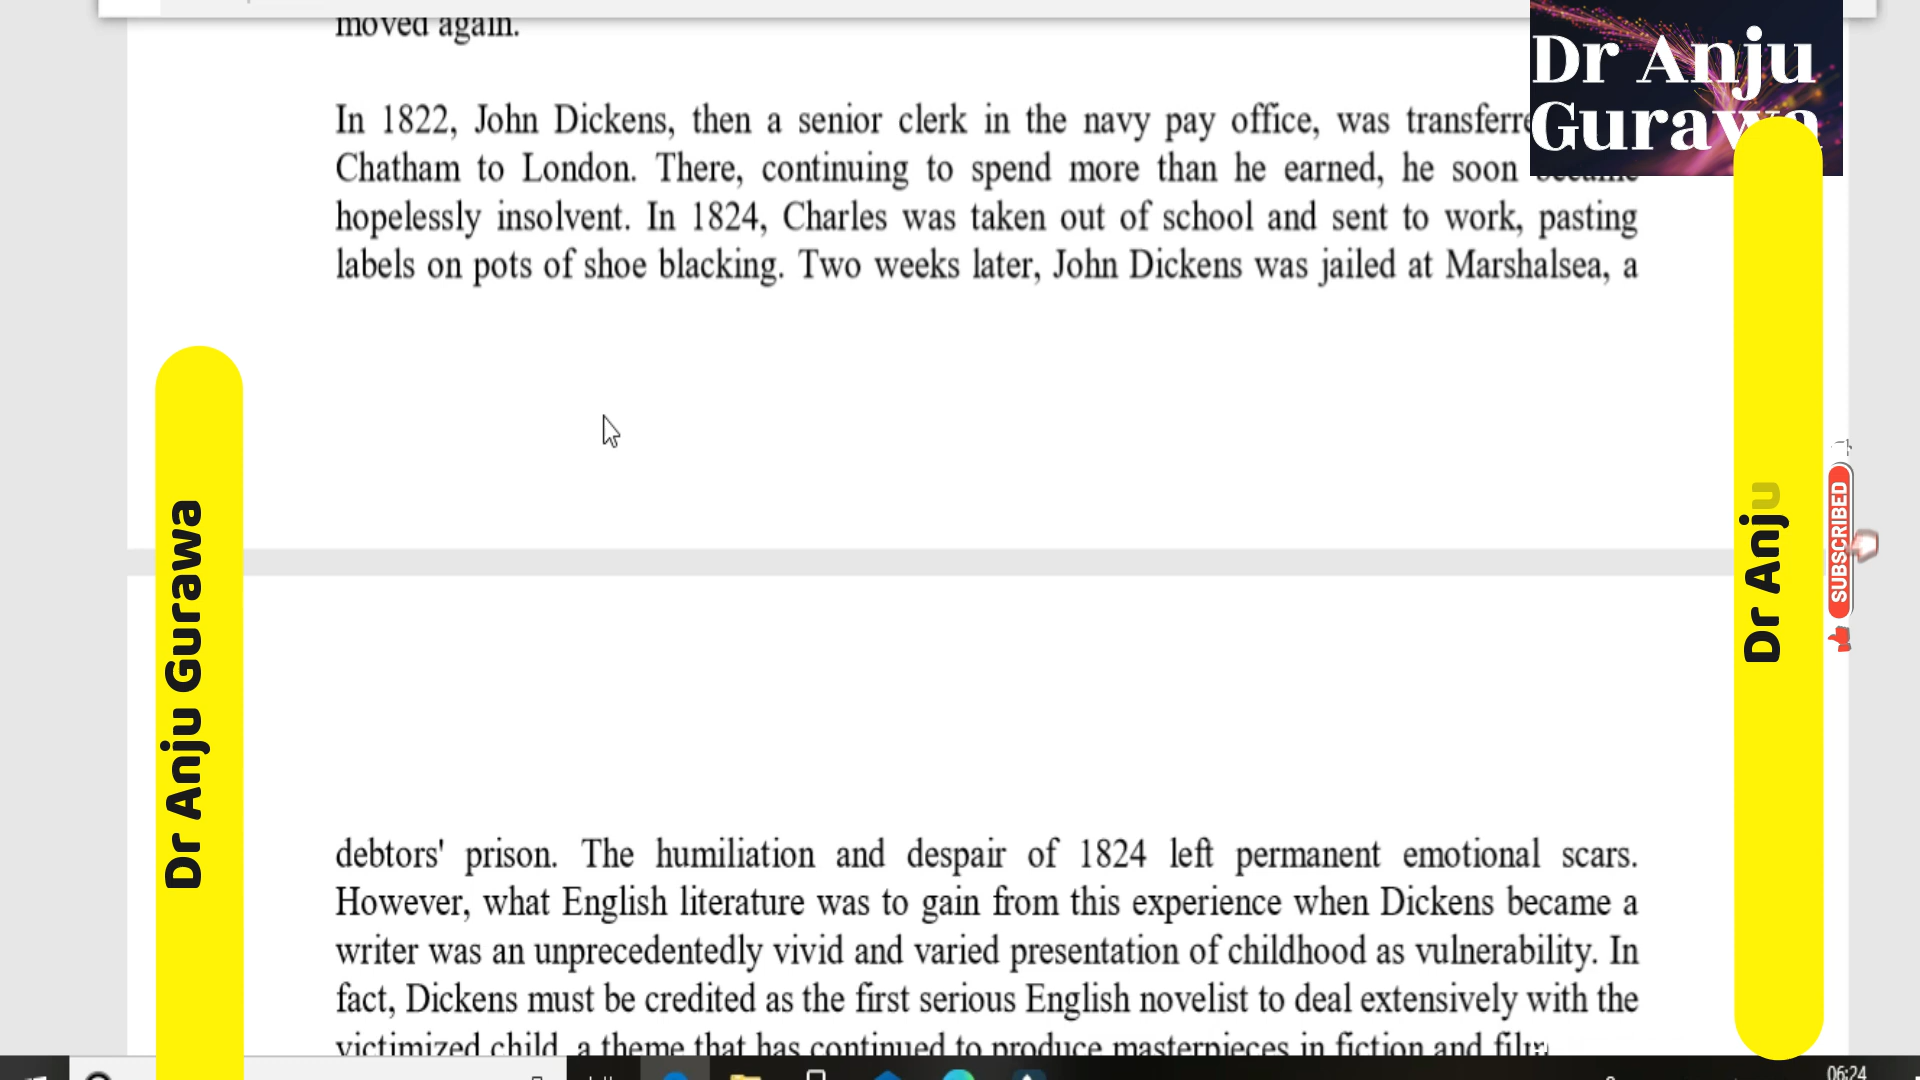 moved again.
In 1822, John Dickens, then a senior clerk in the navy pay office, was transferre
Chatham to London. There, continuing to spend more than he earned, he soon became
hopelessly insolvent. In 1824, Charles was taken out of school and sent to work, pasting
labels on pots of shoe blacking. Two weeks later, John Dickens was jailed at Marshalsea, a
debtors' prison. The humiliation and despair of 1824 left permanent emotional scars.
However, what English literature was to gain from this experience when Dickens became a
writer was an unprecedentedly vivid and varied presentation of childhood as vulnerability. In
fact, Dickens must be credited as the first serious English novelist to deal extensively with the
victimized child, a theme that has continued to produce masterpieces in fiction and film
Dr Anju
Gurawa
Dr Anju Gurawa
Dr Anju
SUBSCRIBED
06:24